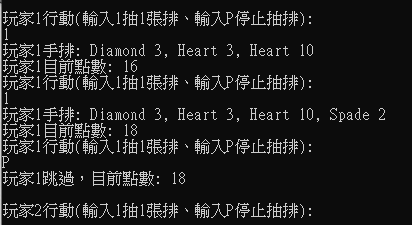 玩家1行動(輸入1抽1張排、輸入P停止抽排):
1
玩家1手排: Diamond 3, Heart 3, Heart 10
玩家1目前點數: 16
玩家1行動(輸入1抽1張排、輸入P停止抽排):
1
玩家1手排: Diamond 3, Heart 3, Heart 10, Spade 2
玩家1目前點數: 18
玩家1行動(輸入1抽1張排、輸入P停止抽排):
P
玩家1跳過，目前點數: 18
玩家2行動(輸入1抽1張排、輸入P停止抽排):